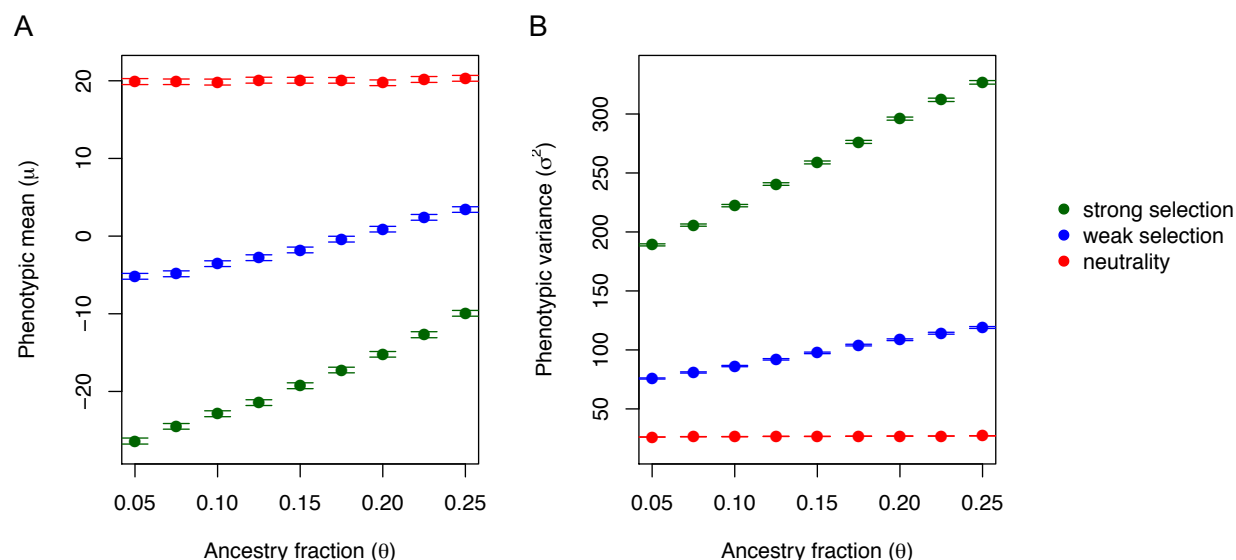 A
B
Phenotypic mean (μ)
20
10
0
−10
−20
0.05 0.10 0.15 0.20 0.25
Ancestry fraction (θ)
Phenotypic variance (σ²)
300
250
200
150
100
50
0.05 0.10 0.15 0.20 0.25
Ancestry fraction (θ)
strong selection
weak selection
neutrality